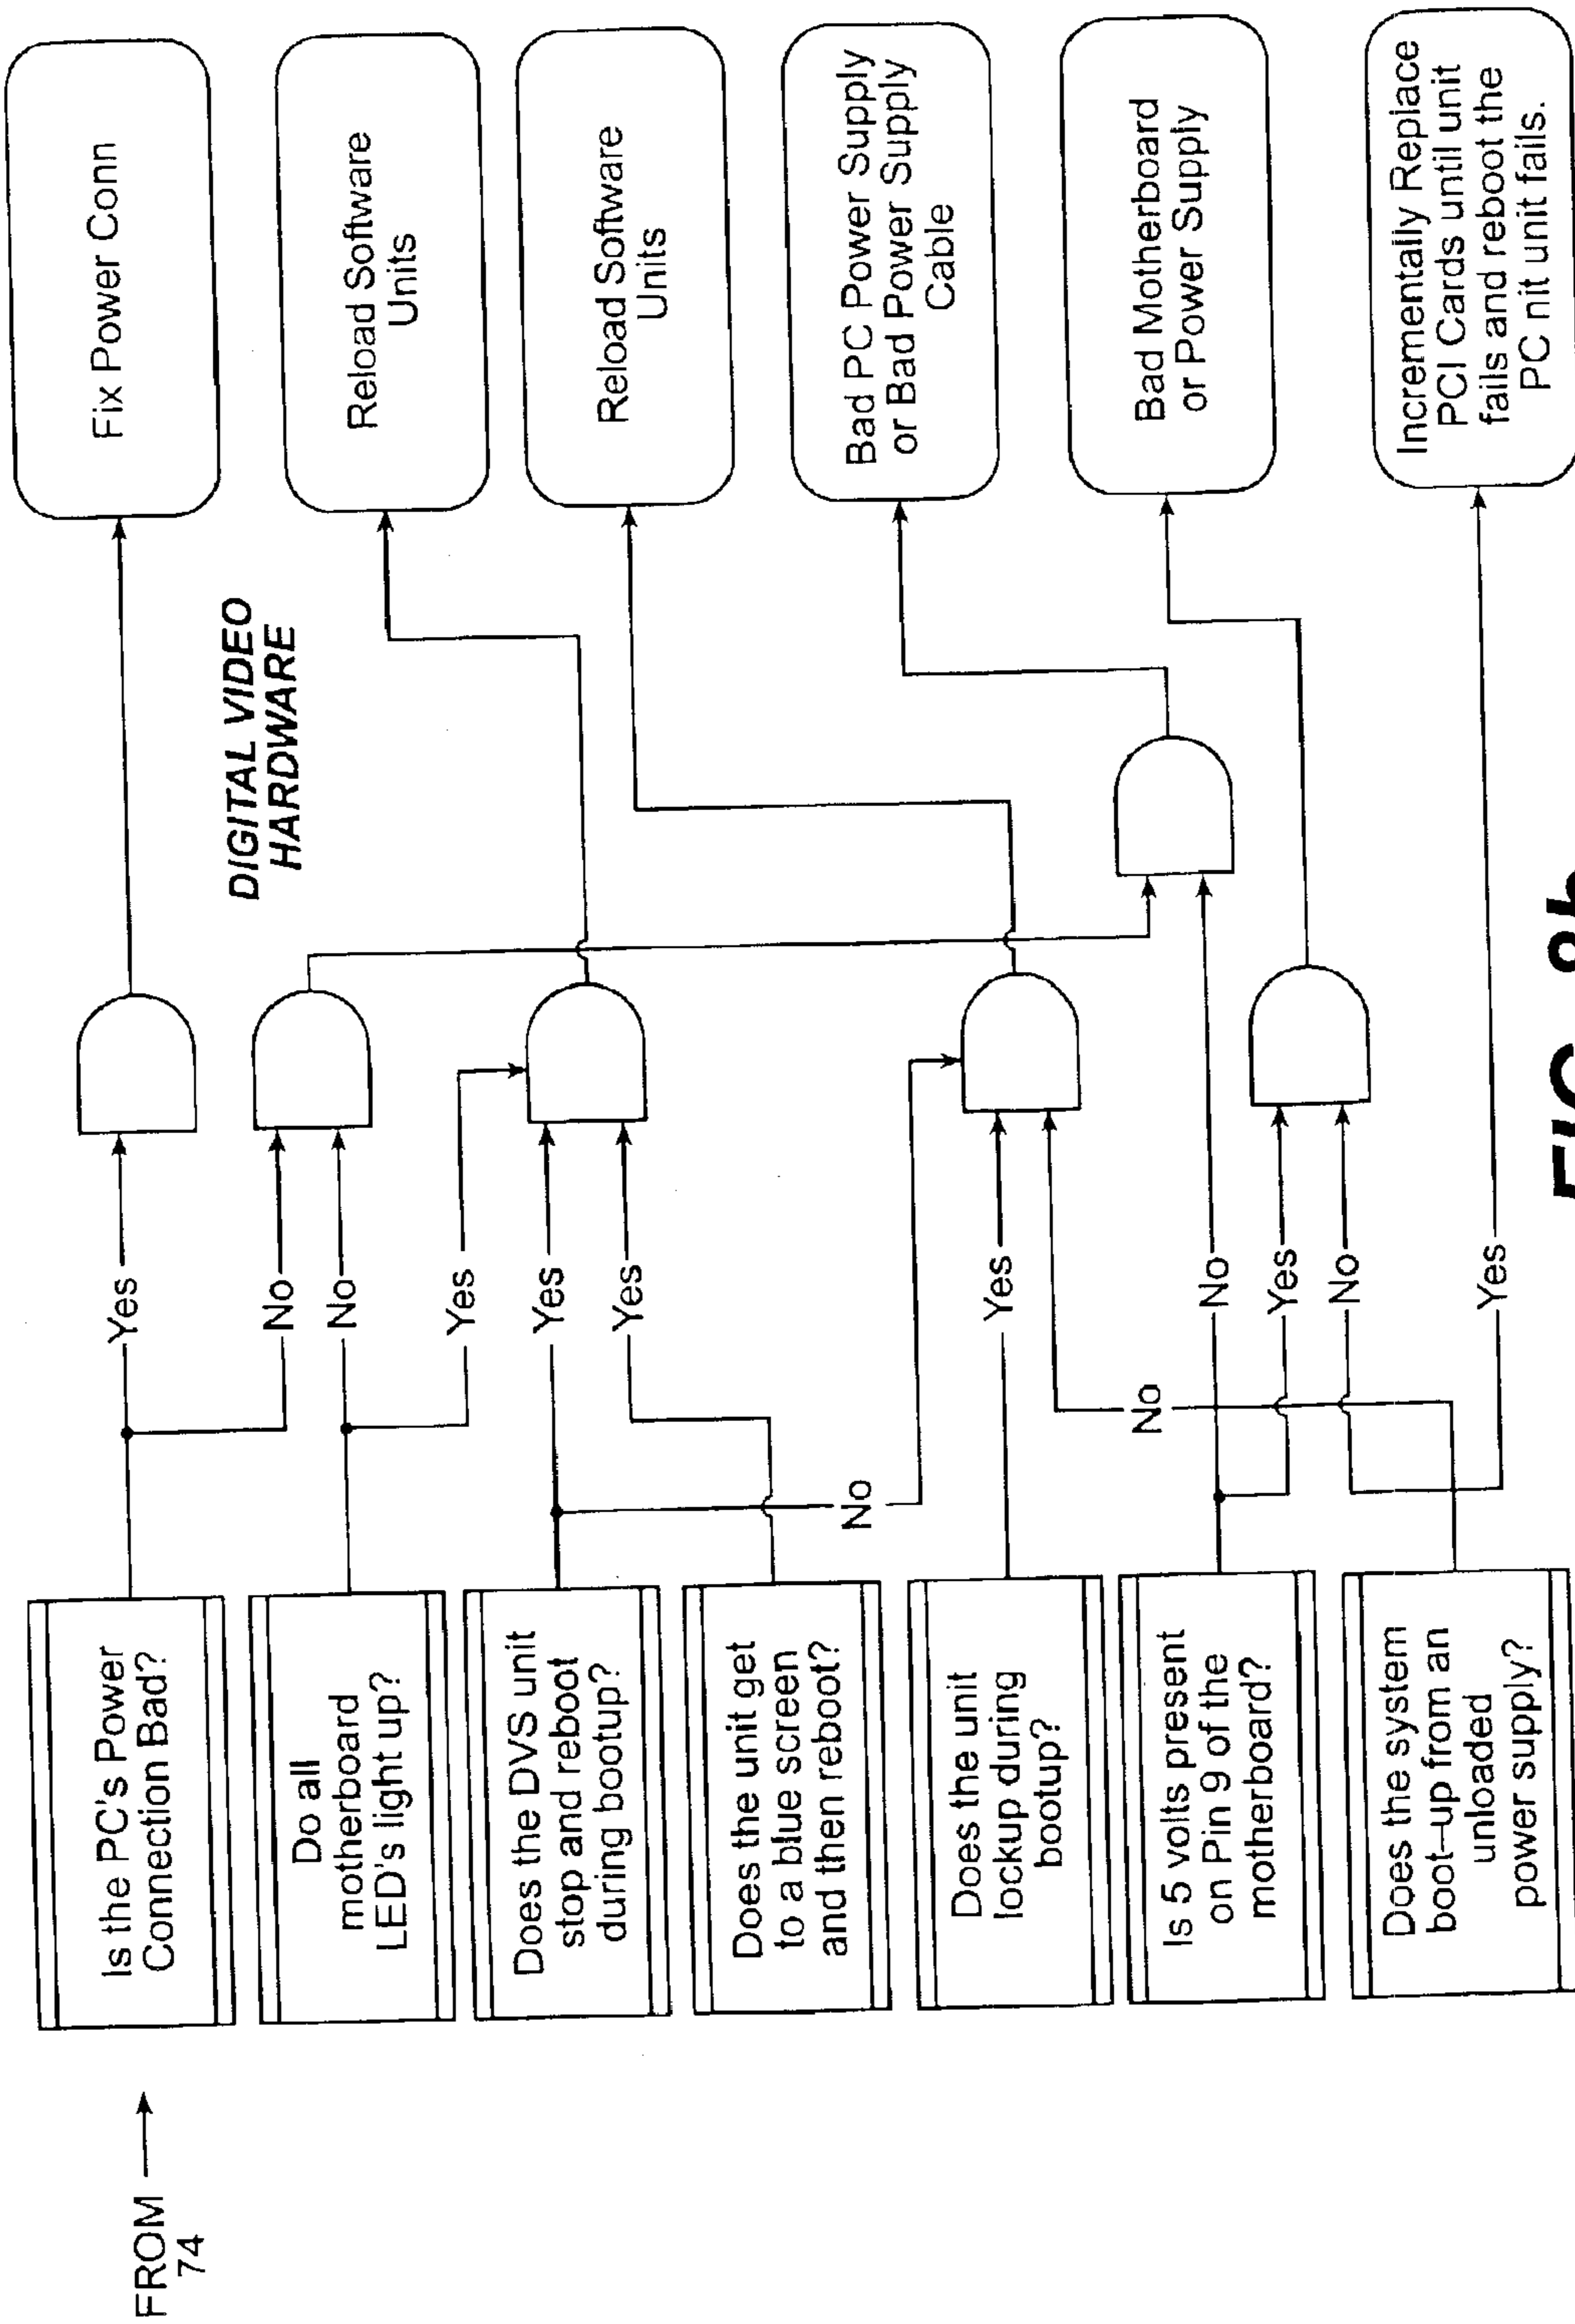 FROM
74
Is the PC's Power
Connection Bad?
Do all
motherboard
LED's light up?
Does the DVS unit
stop and reboot
during bootup?
Does the unit get
to a blue screen
and then reboot?
Does the unit
lockup during
bootup?
Is 5 volts present
on Pin 9 of the
motherboard?
Does the system
boot-up from an
unloaded
power supply?
Yes
No
No
Yes
Yes
Yes
No
Yes
No
No
Yes
No
Yes
DIGITAL VIDEO
HARDWARE
Fix Power Conn
Reload Software
Units
Reload Software
Units
Bad PC Power Supply
or Bad Power Supply
Cable
Bad Motherboard
or Power Supply
Incrementally Replace
PCI Cards until unit
fails and reboot the
PC nit unit fails.